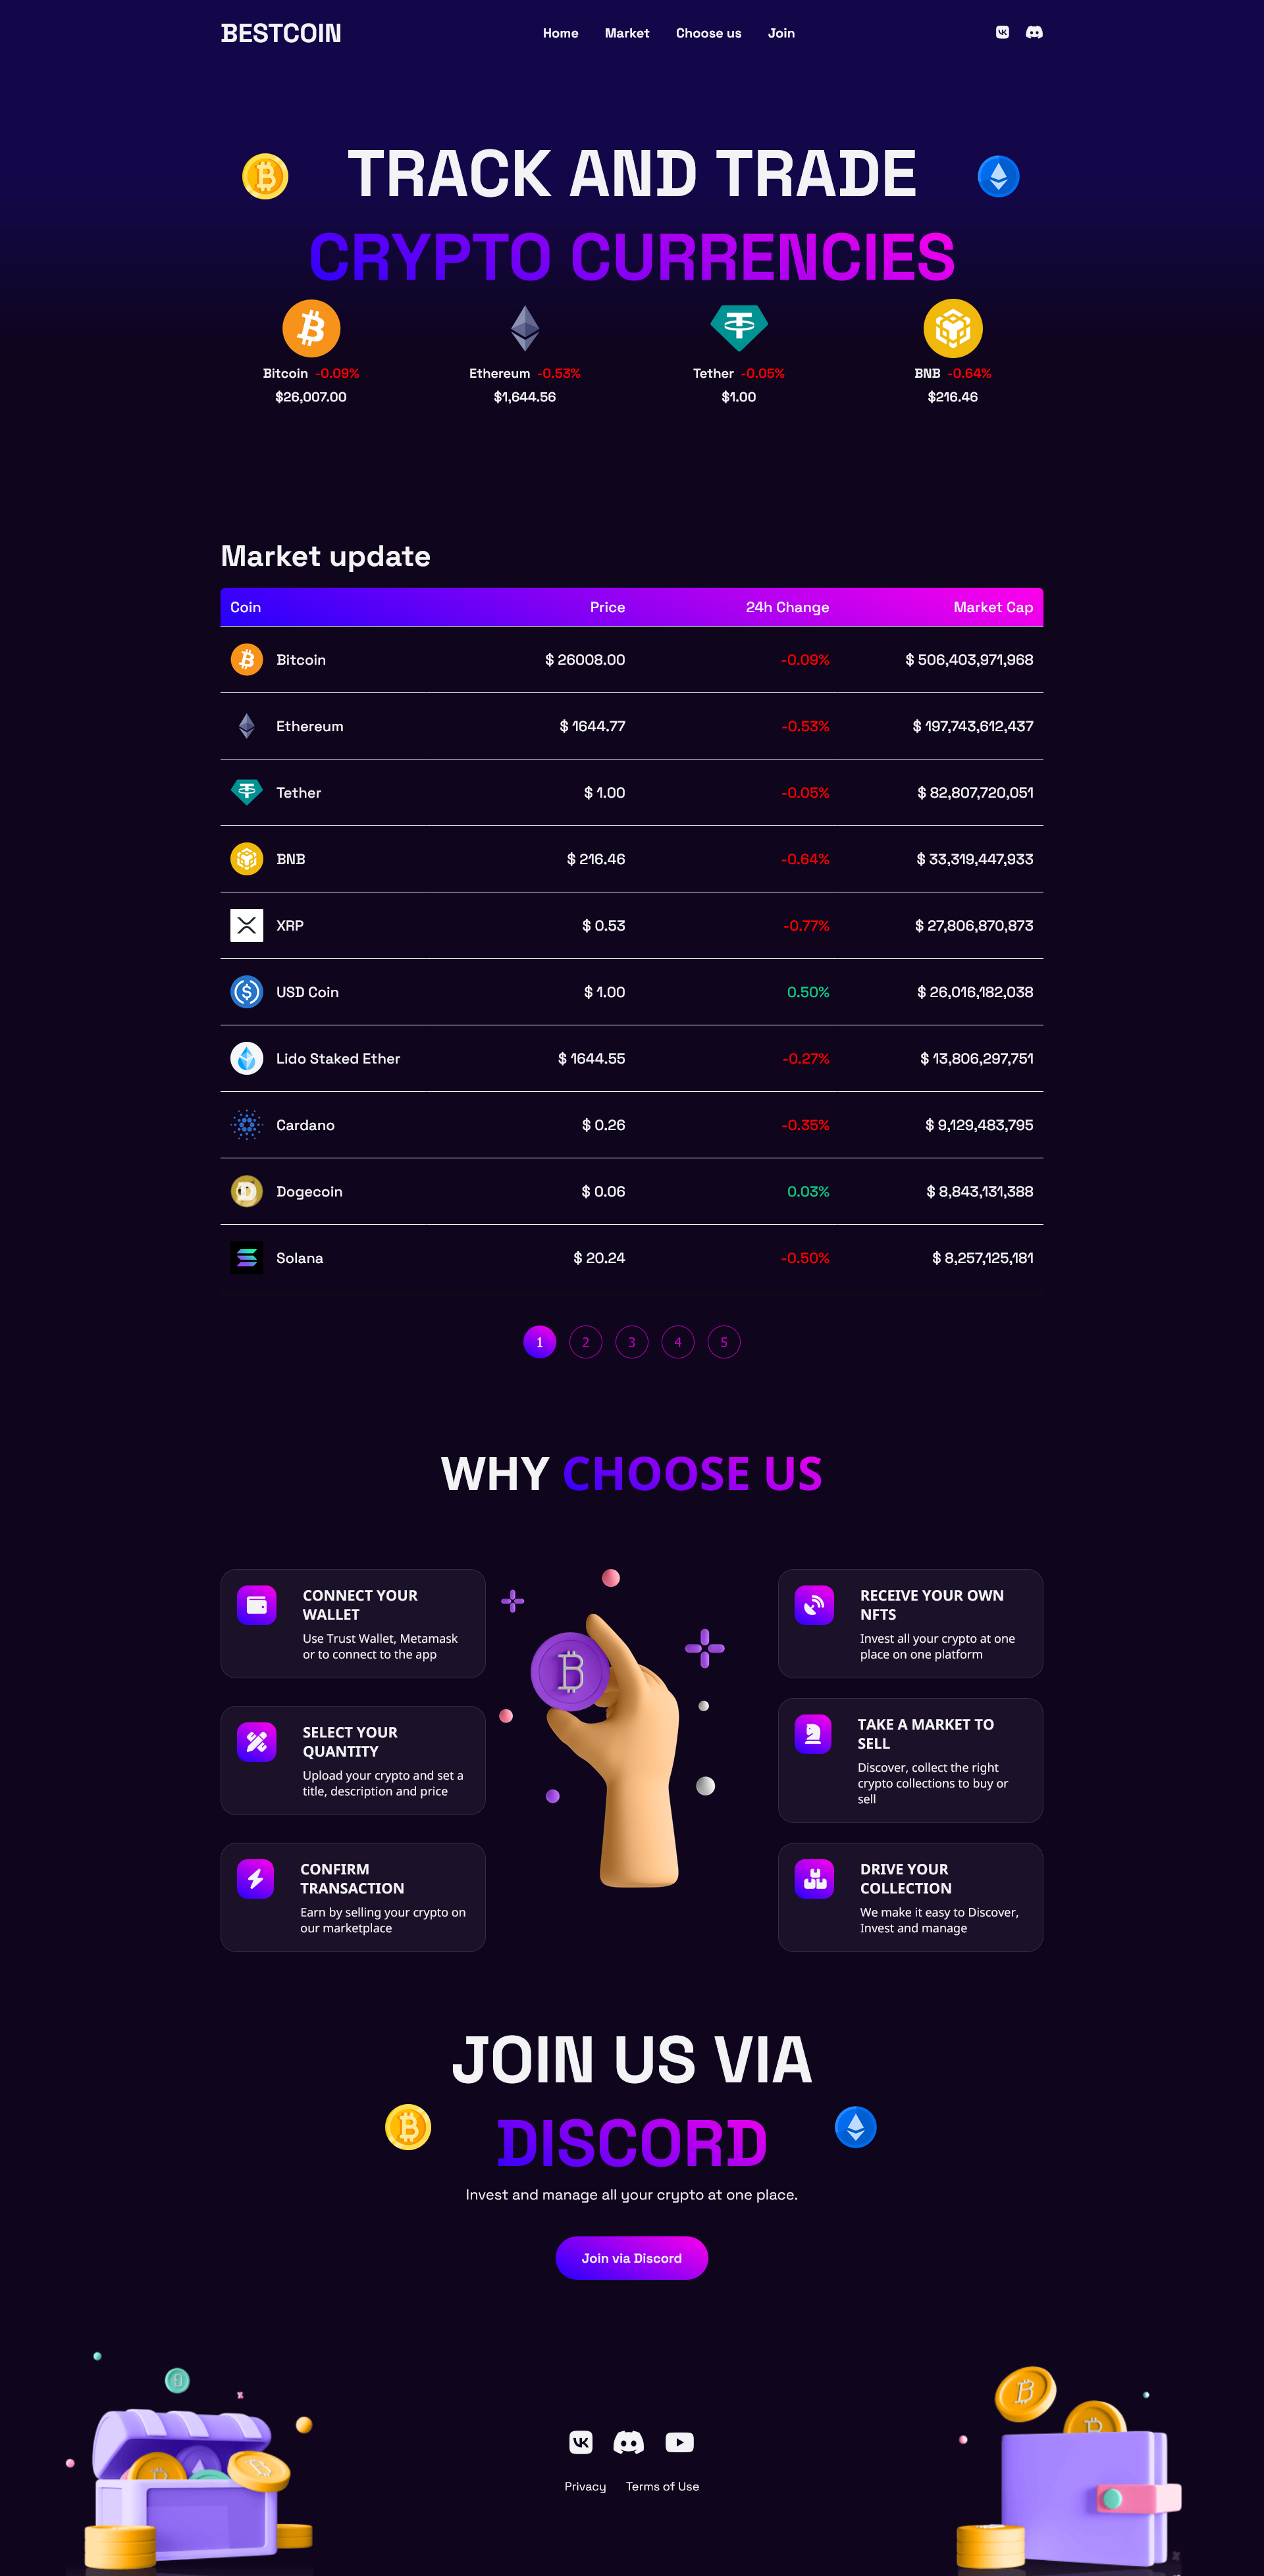 BESTCOIN
Home Market Choose us Join
TRACK AND TRADE
CRYPTO CURRENCIES
Bitcoin -0.09%
$26,007.00
Ethereum -0.53%
$1,644.56
Tether -0.05%
$1.00
BNB -0.64%
$216.46
Market update
Coin Price 24h Change Market Cap
Bitcoin $ 26008.00 -0.09% $ 506,403,971,968
Ethereum $ 1644.77 -0.53% $ 197,743,612,437
Tether $ 1.00 -0.05% $ 82,807,720,051
BNB $ 216.46 -0.64% $ 33,319,447,933
XRP $ 0.53 -0.77% $ 27,806,870,873
USD Coin $ 1.00 0.50% $ 26,016,182,038
Lido Staked Ether $ 1644.55 -0.27% $ 13,806,297,751
Cardano $ 0.26 -0.35% $ 9,129,483,795
Dogecoin $ 0.06 0.03% $ 8,843,131,388
Solana $ 20.24 -0.50% $ 8,257,125,181
1 2 3 4 5
WHY CHOOSE US
CONNECT YOUR
WALLET
Use Trust Wallet, Metamask
or to connect to the app
SELECT YOUR
QUANTITY
Upload your crypto and set a
title, description and price
CONFIRM
TRANSACTION
Earn by selling your crypto on
our marketplace
RECEIVE YOUR OWN
NFTS
Invest all your crypto at one
place on one platform
TAKE A MARKET TO
SELL
Discover, collect the right
crypto collections to buy or
sell
DRIVE YOUR
COLLECTION
We make it easy to Discover,
Invest and manage
JOIN US VIA
DISCORD
Invest and manage all your crypto at one place.
Join via Discord
Privacy Terms of Use